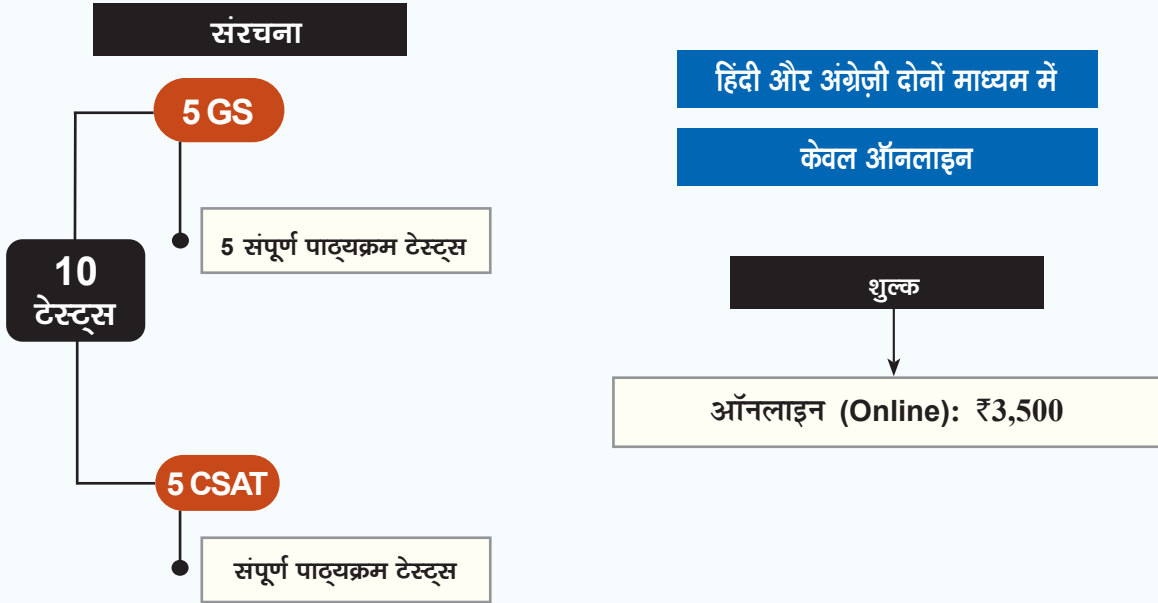 संरचना
5 GS
5 संपूर्ण पाठ्यक्रम टेस्ट्स
10
टेस्ट्स
5 CSAT
संपूर्ण पाठ्यक्रम टेस्ट्स
हिंदी और अंग्रेज़ी दोनों माध्यम में
केवल ऑनलाइन
शुल्क
ऑनलाइन (Online): ₹3,500